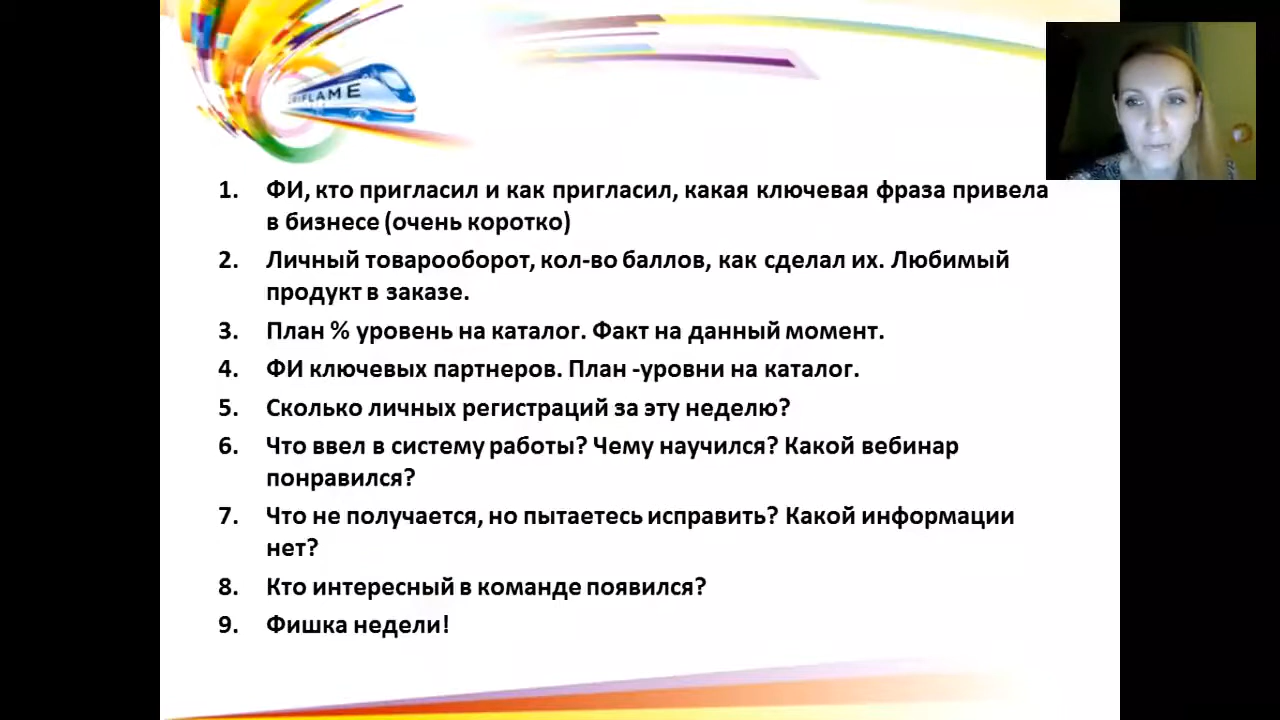 ORIFLAME
1. ФИ, кто пригласил и как пригласил, какая ключевая фраза привела
в бизнесе (очень коротко)
2. Личный товарооборот, кол-во баллов, как сделал их. Любимый
продукт в заказе.
3. План % уровень на каталог. Факт на данный момент.
4. ФИ ключевых партнеров. План -уровни на каталог.
5. Сколько личных регистраций за эту неделю?
6. Что ввел в систему работы? Чему научился? Какой вебинар
понравился?
7. Что не получается, но пытаетесь исправить? Какой информации
нет?
8. Кто интересный в команде появился?
9. Фишка недели!